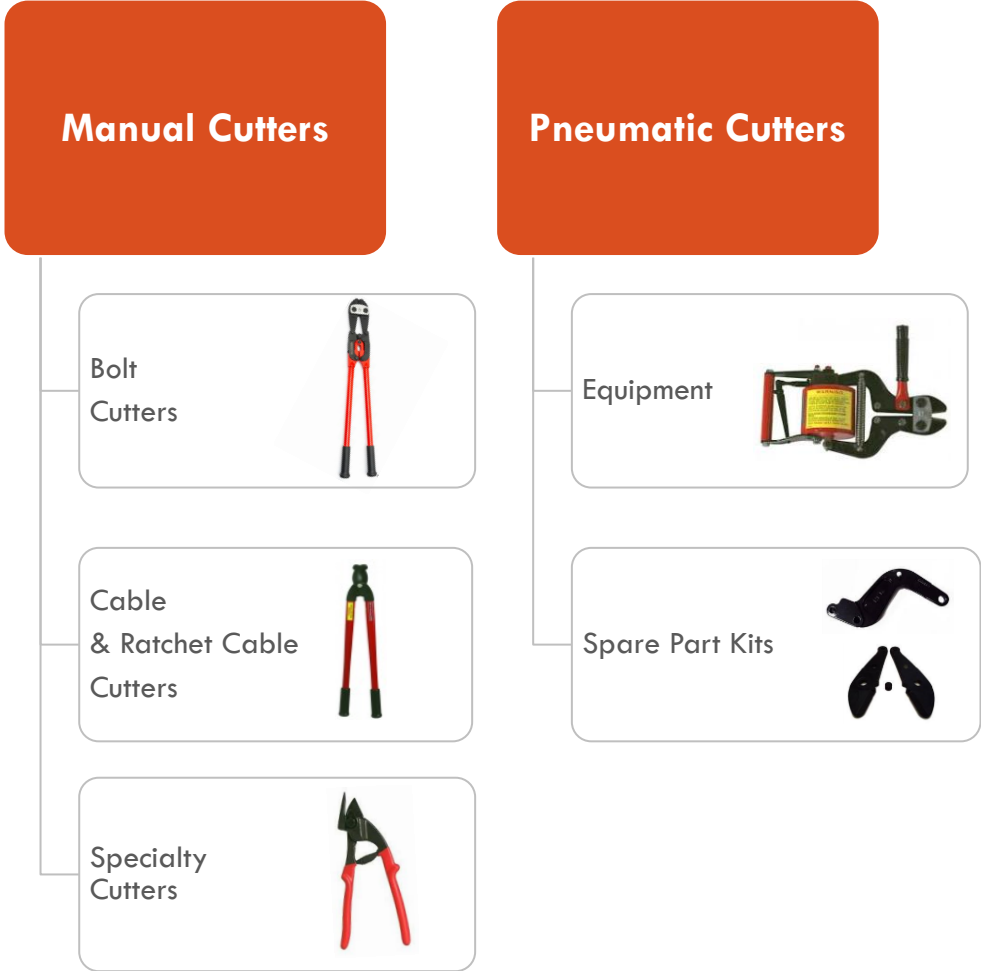 Manual Cutters
Bolt
Cutters
Cable
& Ratchet Cable
Cutters
Specialty
Cutters
Pneumatic Cutters
Equipment
Spare Part Kits